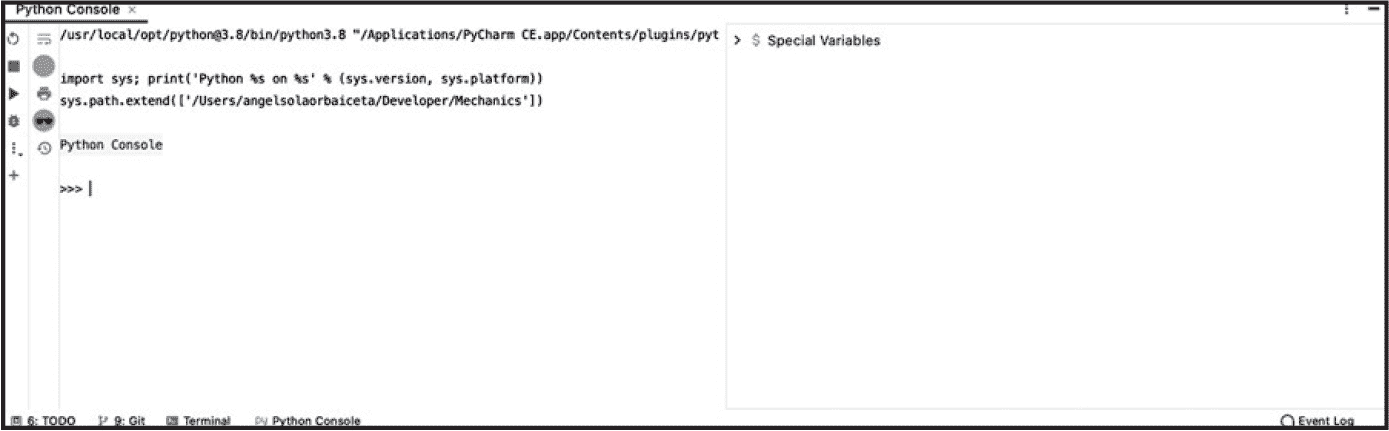 Python Console ×
/usr/local/opt/python@3.8/bin/python3.8 "/Applications/PyCharm CE.app/Contents/plugins/pyt
import sys; print('Python %s on %s' % (sys.version, sys.platform))
sys.path.extend(['/Users/angelsolaorbaiceta/Developer/Mechanics'])
Python Console
>>>
> $ Special Variables
6: TODO 9: Git Terminal Python Console Event Log